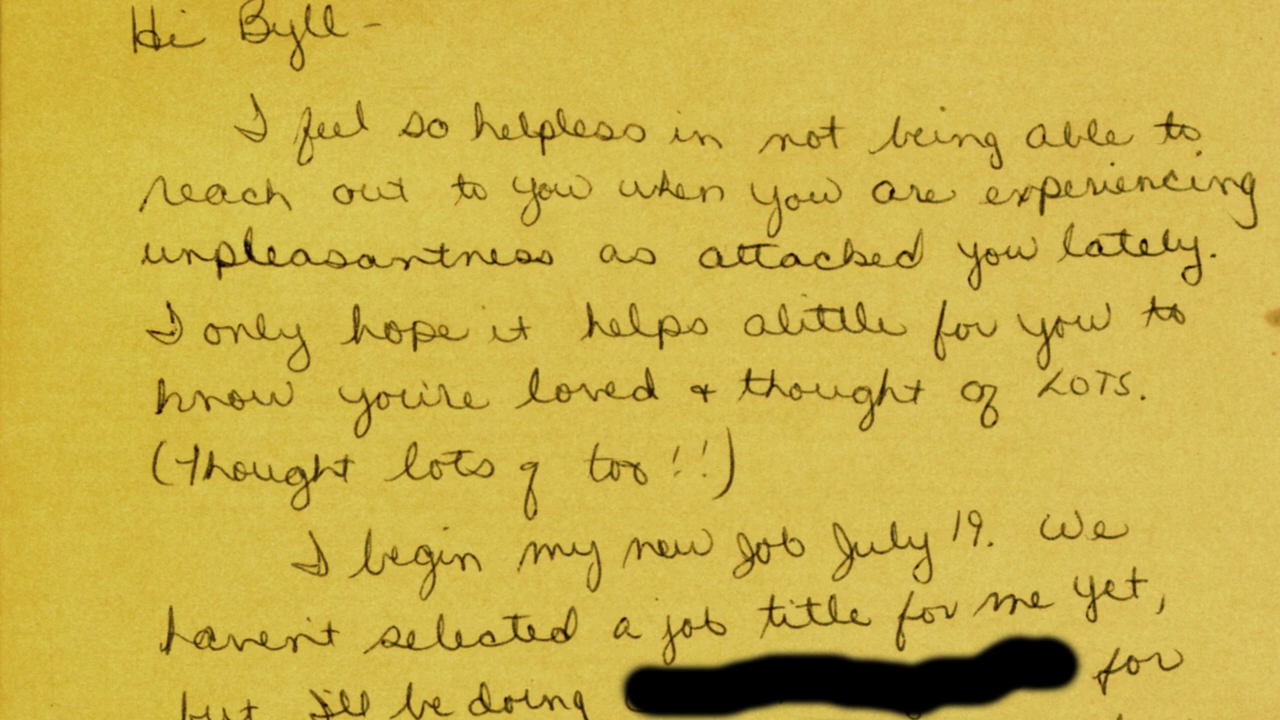 Hi Byll -
I feel so helpless in not being able to
reach out to you when you are experiencing
unpleasantness as attacked you lately.
I only hope it helps alittle for you to
know you're loved & thought of LOTS.
(Thought lots of too!!)
I begin my new job July 19. We
haven't selected a job title for me yet,
but I'll be doing for